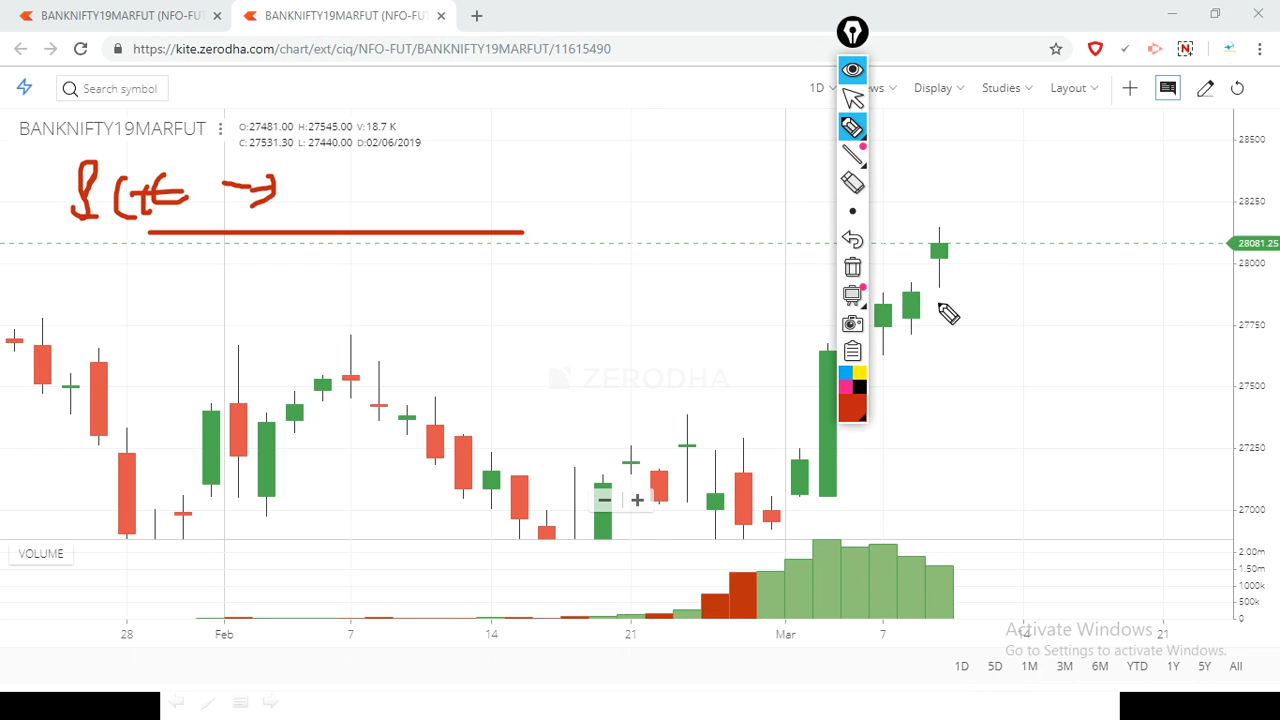 BANKNIFTY19MARFUT (NFO-FUT
BANKNIFTY19MARFUT (NFO-FUT
https://kite.zerodha.com/chart/ext/ciq/NFO-FUT/BANKNIFTY19MARFUT/11615490
Search symbol
1D
ws
Display
Studies
Layout
BANKNIFTY19MARFUT
O:27481.00 H:27545.00 V:18.7 K
C:27531.30 L: 27440.00 D:02/06/2019
28500
28250
28081.25
28000
27750
27500
27250
27000
ZERODHA
VOLUME
2.00m
1.50m
1000k
500k
0
28 Feb 7 14 21 Mar 7 14 21
Activate Windows
Go to Settings to activate Windows.
1D 5D 1M 3M 6M YTD 1Y 5Y All